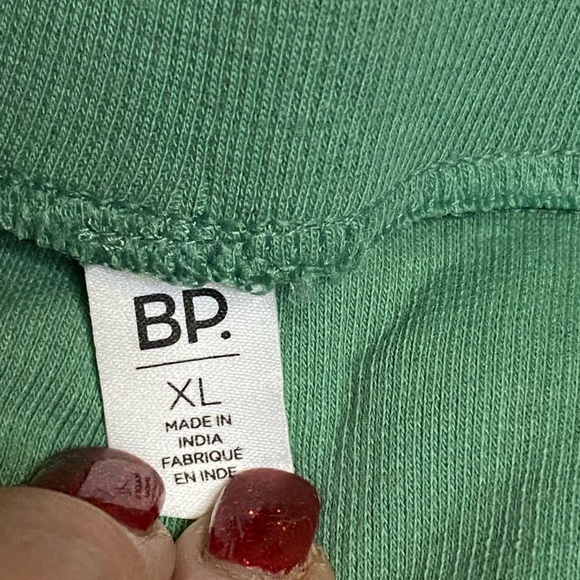 BP.
XL
MADE IN
INDIA
FABRIQUÉ
EN INDE